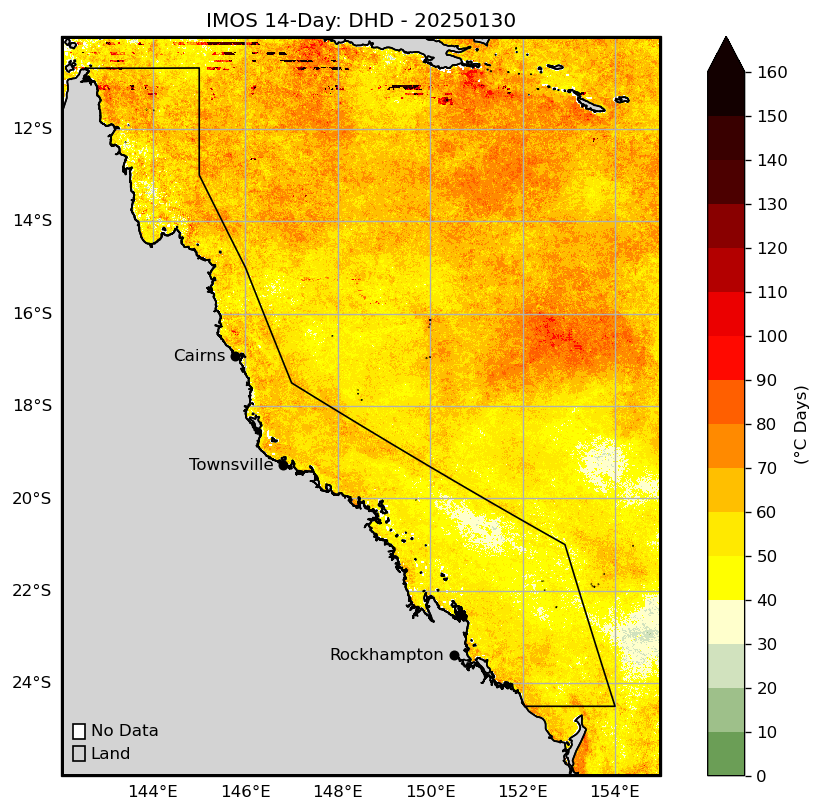 IMOS 14-Day: DHD - 20250130
12°S
14°S
16°S
18°S
20°S
22°S
24°S
Cairns
Townsville
Rockhampton
No Data
Land
144°E 146°E 148°E 150°E 152°E 154°E
160
150
140
130
120
110
100
90
80
70
60
50
40
30
20
10
0
(°C Days)